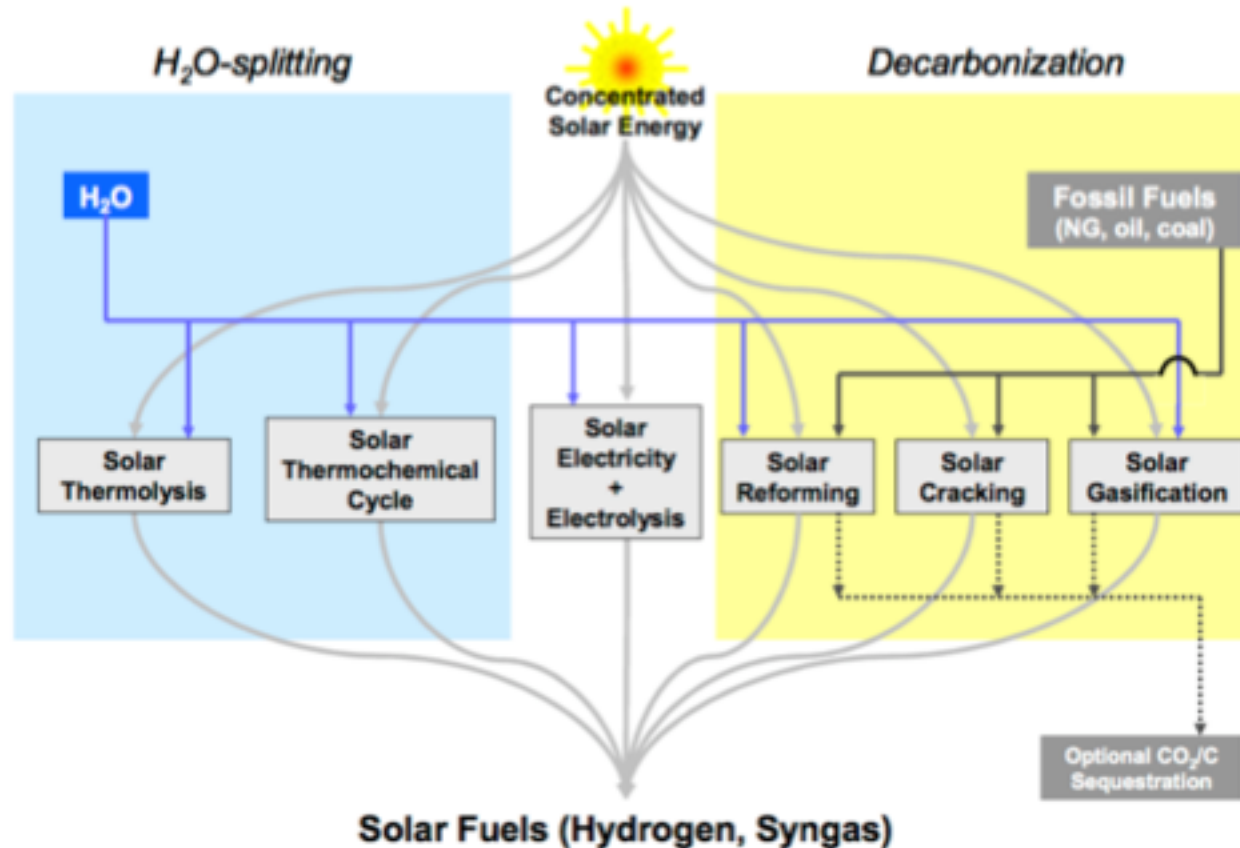 H₂O-splitting
Concentrated
Solar Energy
Decarbonization
H₂O
Fossil Fuels
(NG, oil, coal)
Solar
Thermolysis
Solar
Thermochemical
Cycle
Solar
Electricity
+
Electrolysis
Solar
Reforming
Solar
Cracking
Solar
Gasification
Optional CO₂/C
Sequestration
Solar Fuels (Hydrogen, Syngas)